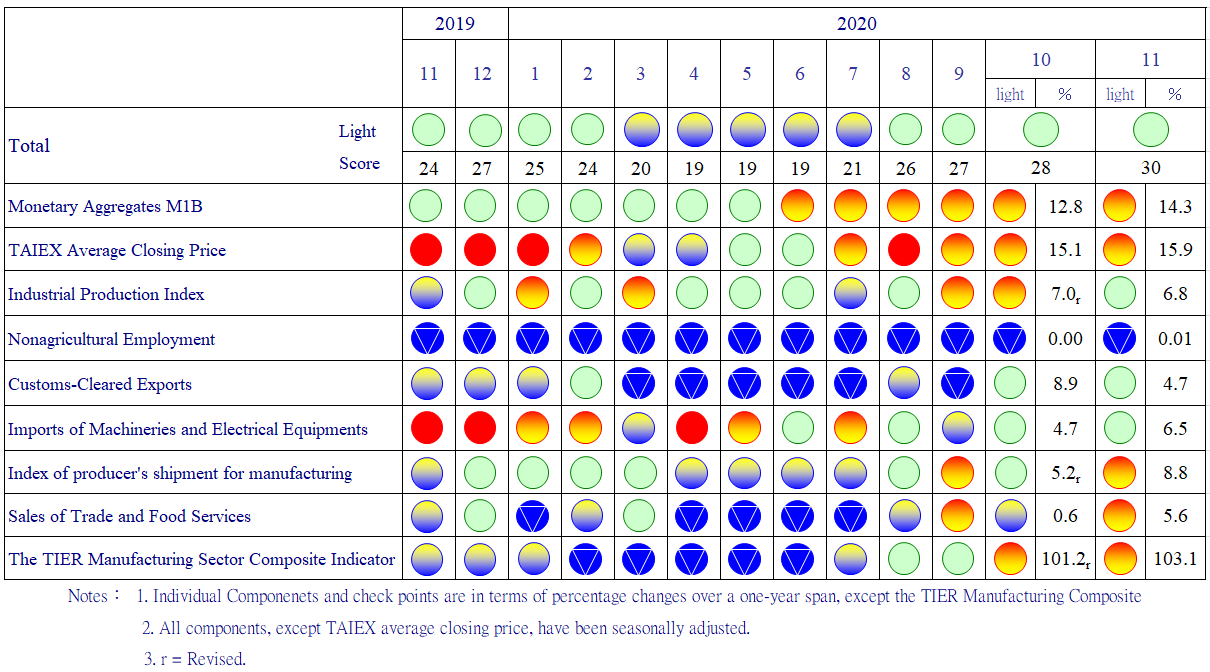 2019 2020
11 12 1 2 3 4 5 6 7 8 9 10 11
light % light %
Total Light
Score 24 27 25 24 20 19 19 19 21 26 27 28 30
Monetary Aggregates M1B 12.8 14.3
TAIEX Average Closing Price 15.1 15.9
Industrial Production Index 7.0r 6.8
Nonagricultural Employment 0.00 0.01
Customs-Cleared Exports 8.9 4.7
Imports of Machineries and Electrical Equipments 4.7 6.5
Index of producer's shipment for manufacturing 5.2r 8.8
Sales of Trade and Food Services 0.6 5.6
The TIER Manufacturing Sector Composite Indicator 101.2r 103.1
Notes： 1. Individual Componenets and check points are in terms of percentage changes over a one-year span, except the TIER Manufacturing Composite
2. All components, except TAIEX average closing price, have been seasonally adjusted.
3. r = Revised.